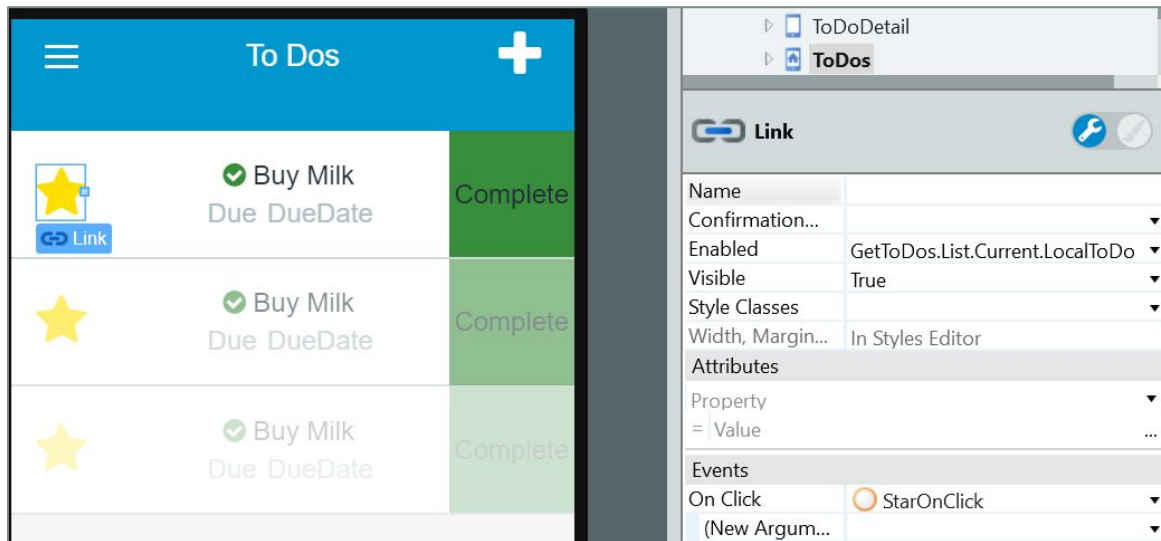 To Dos
Buy Milk
Due DueDate
Complete
Link
Buy Milk
Due DueDate
Complete
Buy Milk
Due DueDate
Complete
ToDoDetail
ToDos
Link
Name
Confirmation...
Enabled GetToDos.List.Current.LocalToDo
Visible True
Style Classes
Width, Margin... In Styles Editor
Attributes
Property
= Value ...
Events
On Click StarOnClick
(New Argum...